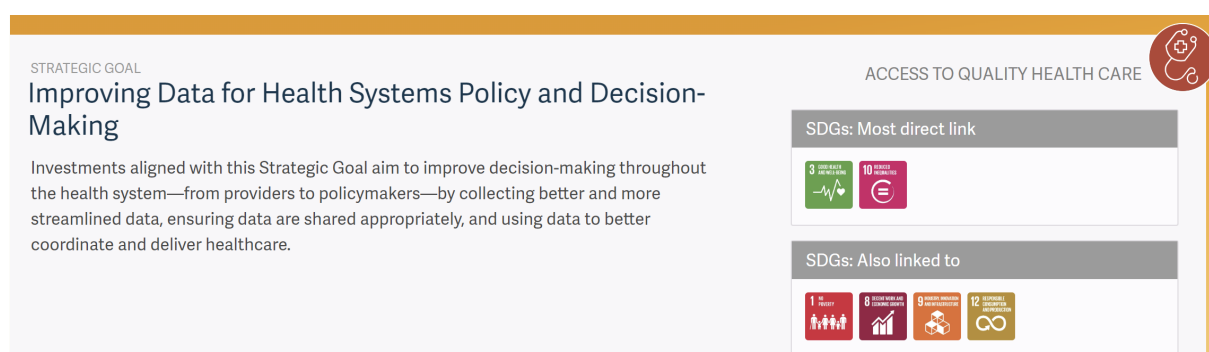 STRATEGIC GOAL
Improving Data for Health Systems Policy and Decision-
Making
Investments aligned with this Strategic Goal aim to improve decision-making throughout
the health system—from providers to policymakers—by collecting better and more
streamlined data, ensuring data are shared appropriately, and using data to better
coordinate and deliver healthcare.
ACCESS TO QUALITY HEALTH CARE
SDGs: Most direct link
3 GOOD HEALTH
AND WELL-BEING
10 REDUCED
INEQUALITIES
SDGs: Also linked to
1 NO
POVERTY
8 DECENT WORK AND
ECONOMIC GROWTH
9 INDUSTRY, INNOVATION
AND INFRASTRUCTURE
12 RESPONSIBLE
CONSUMPTION
AND PRODUCTION